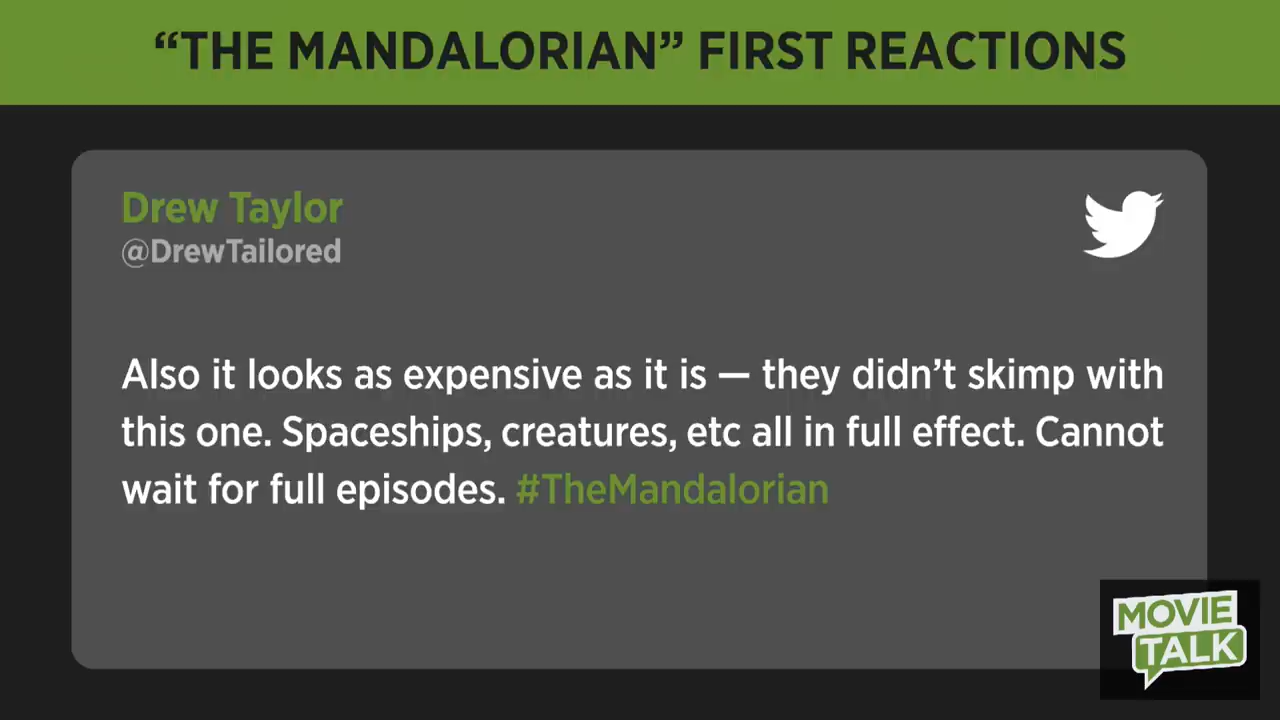 “THE MANDALORIAN” FIRST REACTIONS
Drew Taylor
@DrewTailored
Also it looks as expensive as it is — they didn’t skimp with
this one. Spaceships, creatures, etc all in full effect. Cannot
wait for full episodes. #TheMandalorian
MOVIE
TALK